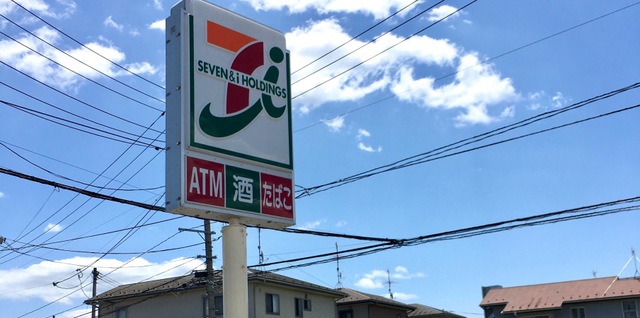 SEVEN&i HOLDINGS
ATM 酒 たばこ